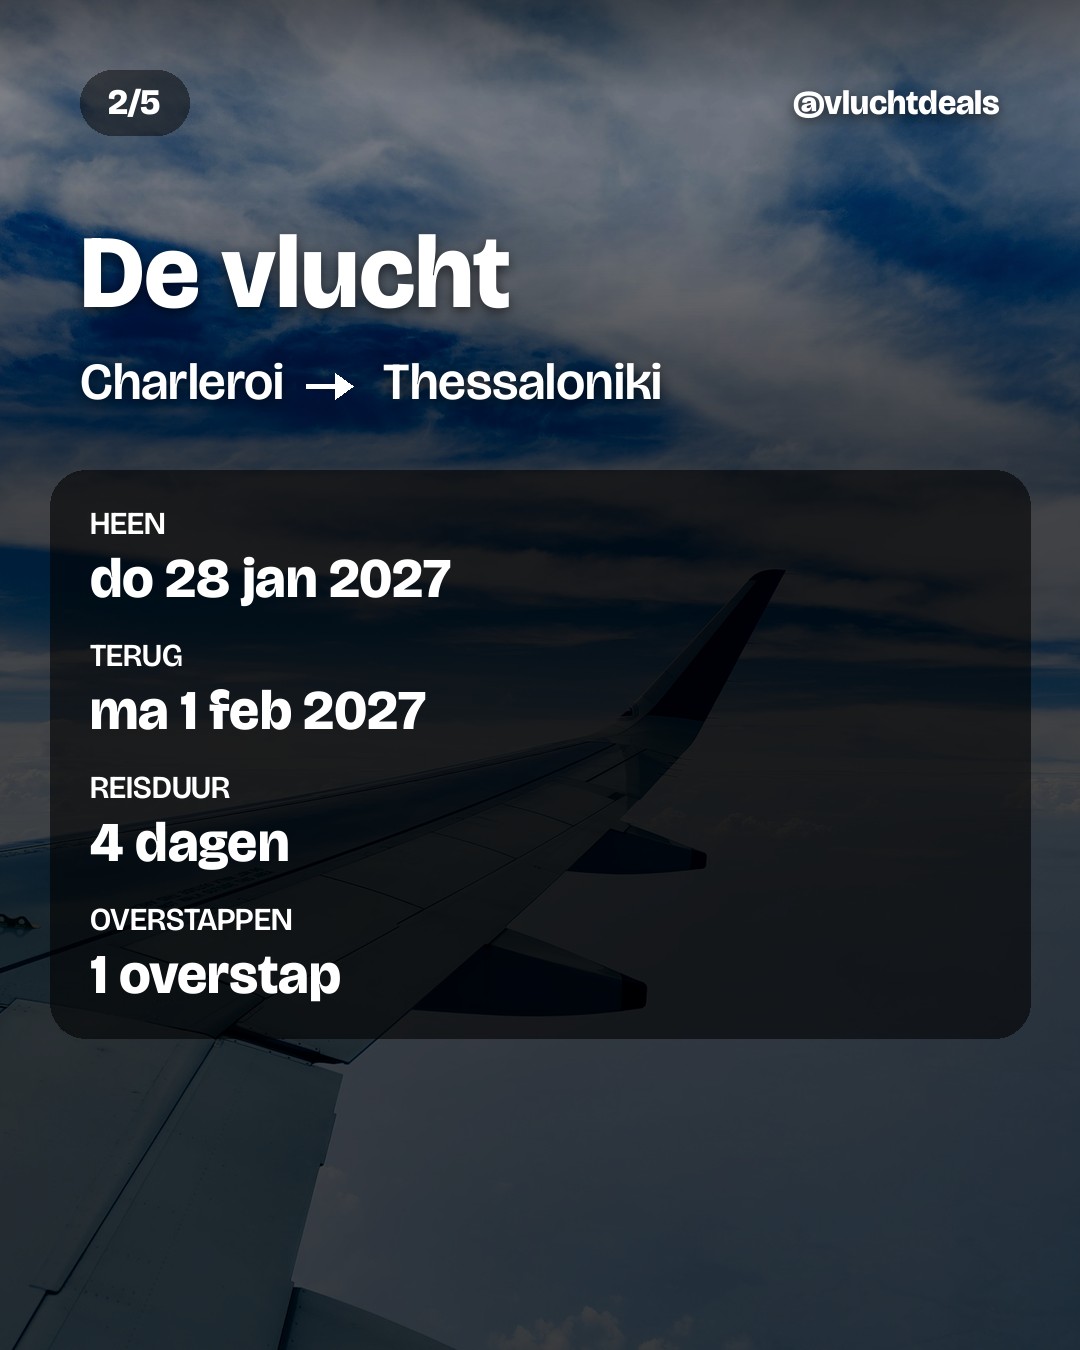 2/5
@vluchtdeals
De vlucht
Charleroi → Thessaloniki
HEEN
do 28 jan 2027
TERUG
ma 1 feb 2027
REISDUUR
4 dagen
OVERSTAPPEN
1 overstap